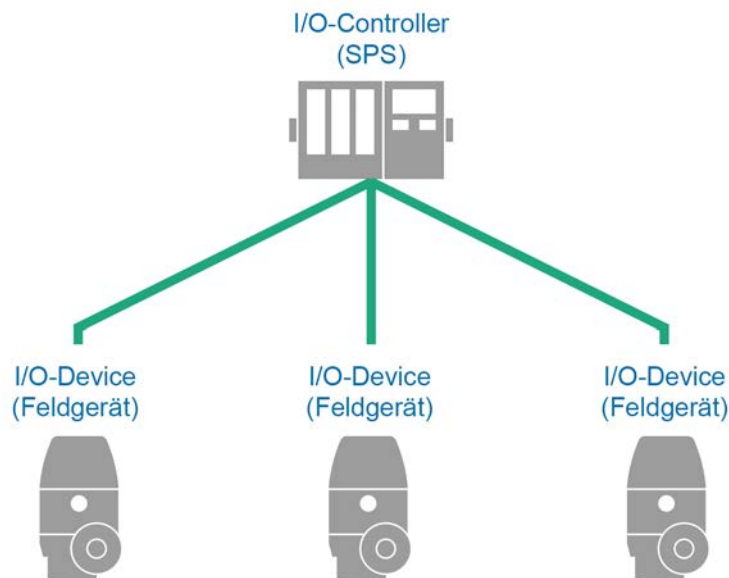 I/O-Controller
(SPS)
I/O-Device
(Feldgerät)
I/O-Device
(Feldgerät)
I/O-Device
(Feldgerät)